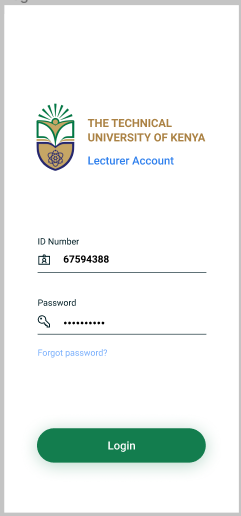 THE TECHNICAL
UNIVERSITY OF KENYA
Lecturer Account
ID Number
67594388
Password
••••••••••
Forgot password?
Login